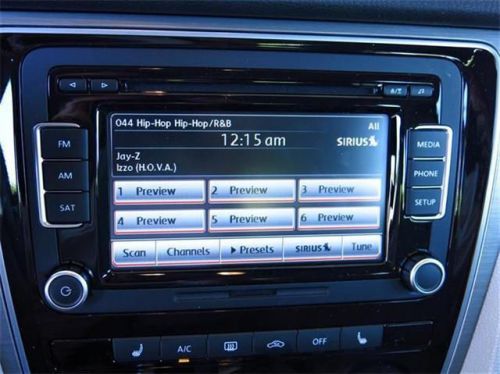 044 Hip-Hop Hip-Hop/R&B All
12:15 am SIRIUS
Jay-Z
Izzo (H.O.V.A.)
1 Preview 2 Preview 3 Preview
4 Preview 5 Preview 6 Preview
Scan Channels Presets SIRIUS Tune
FM
AM
SAT
MEDIA
PHONE
SETUP
A/C OFF